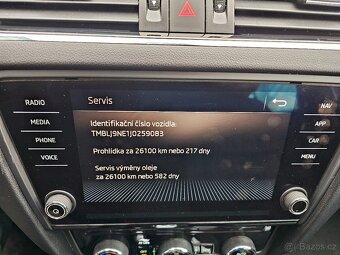 Servis
RADIO
MEDIA
PHONE
VOICE
NAV
APP
CAR
MENU
Identifikační číslo vozidla:
TMBLJ9NE1J0259083
Prohlídka za 26100 km nebo 217 dny
Servis výměny oleje
za 26100 km nebo 582 dny
bazoš.cz